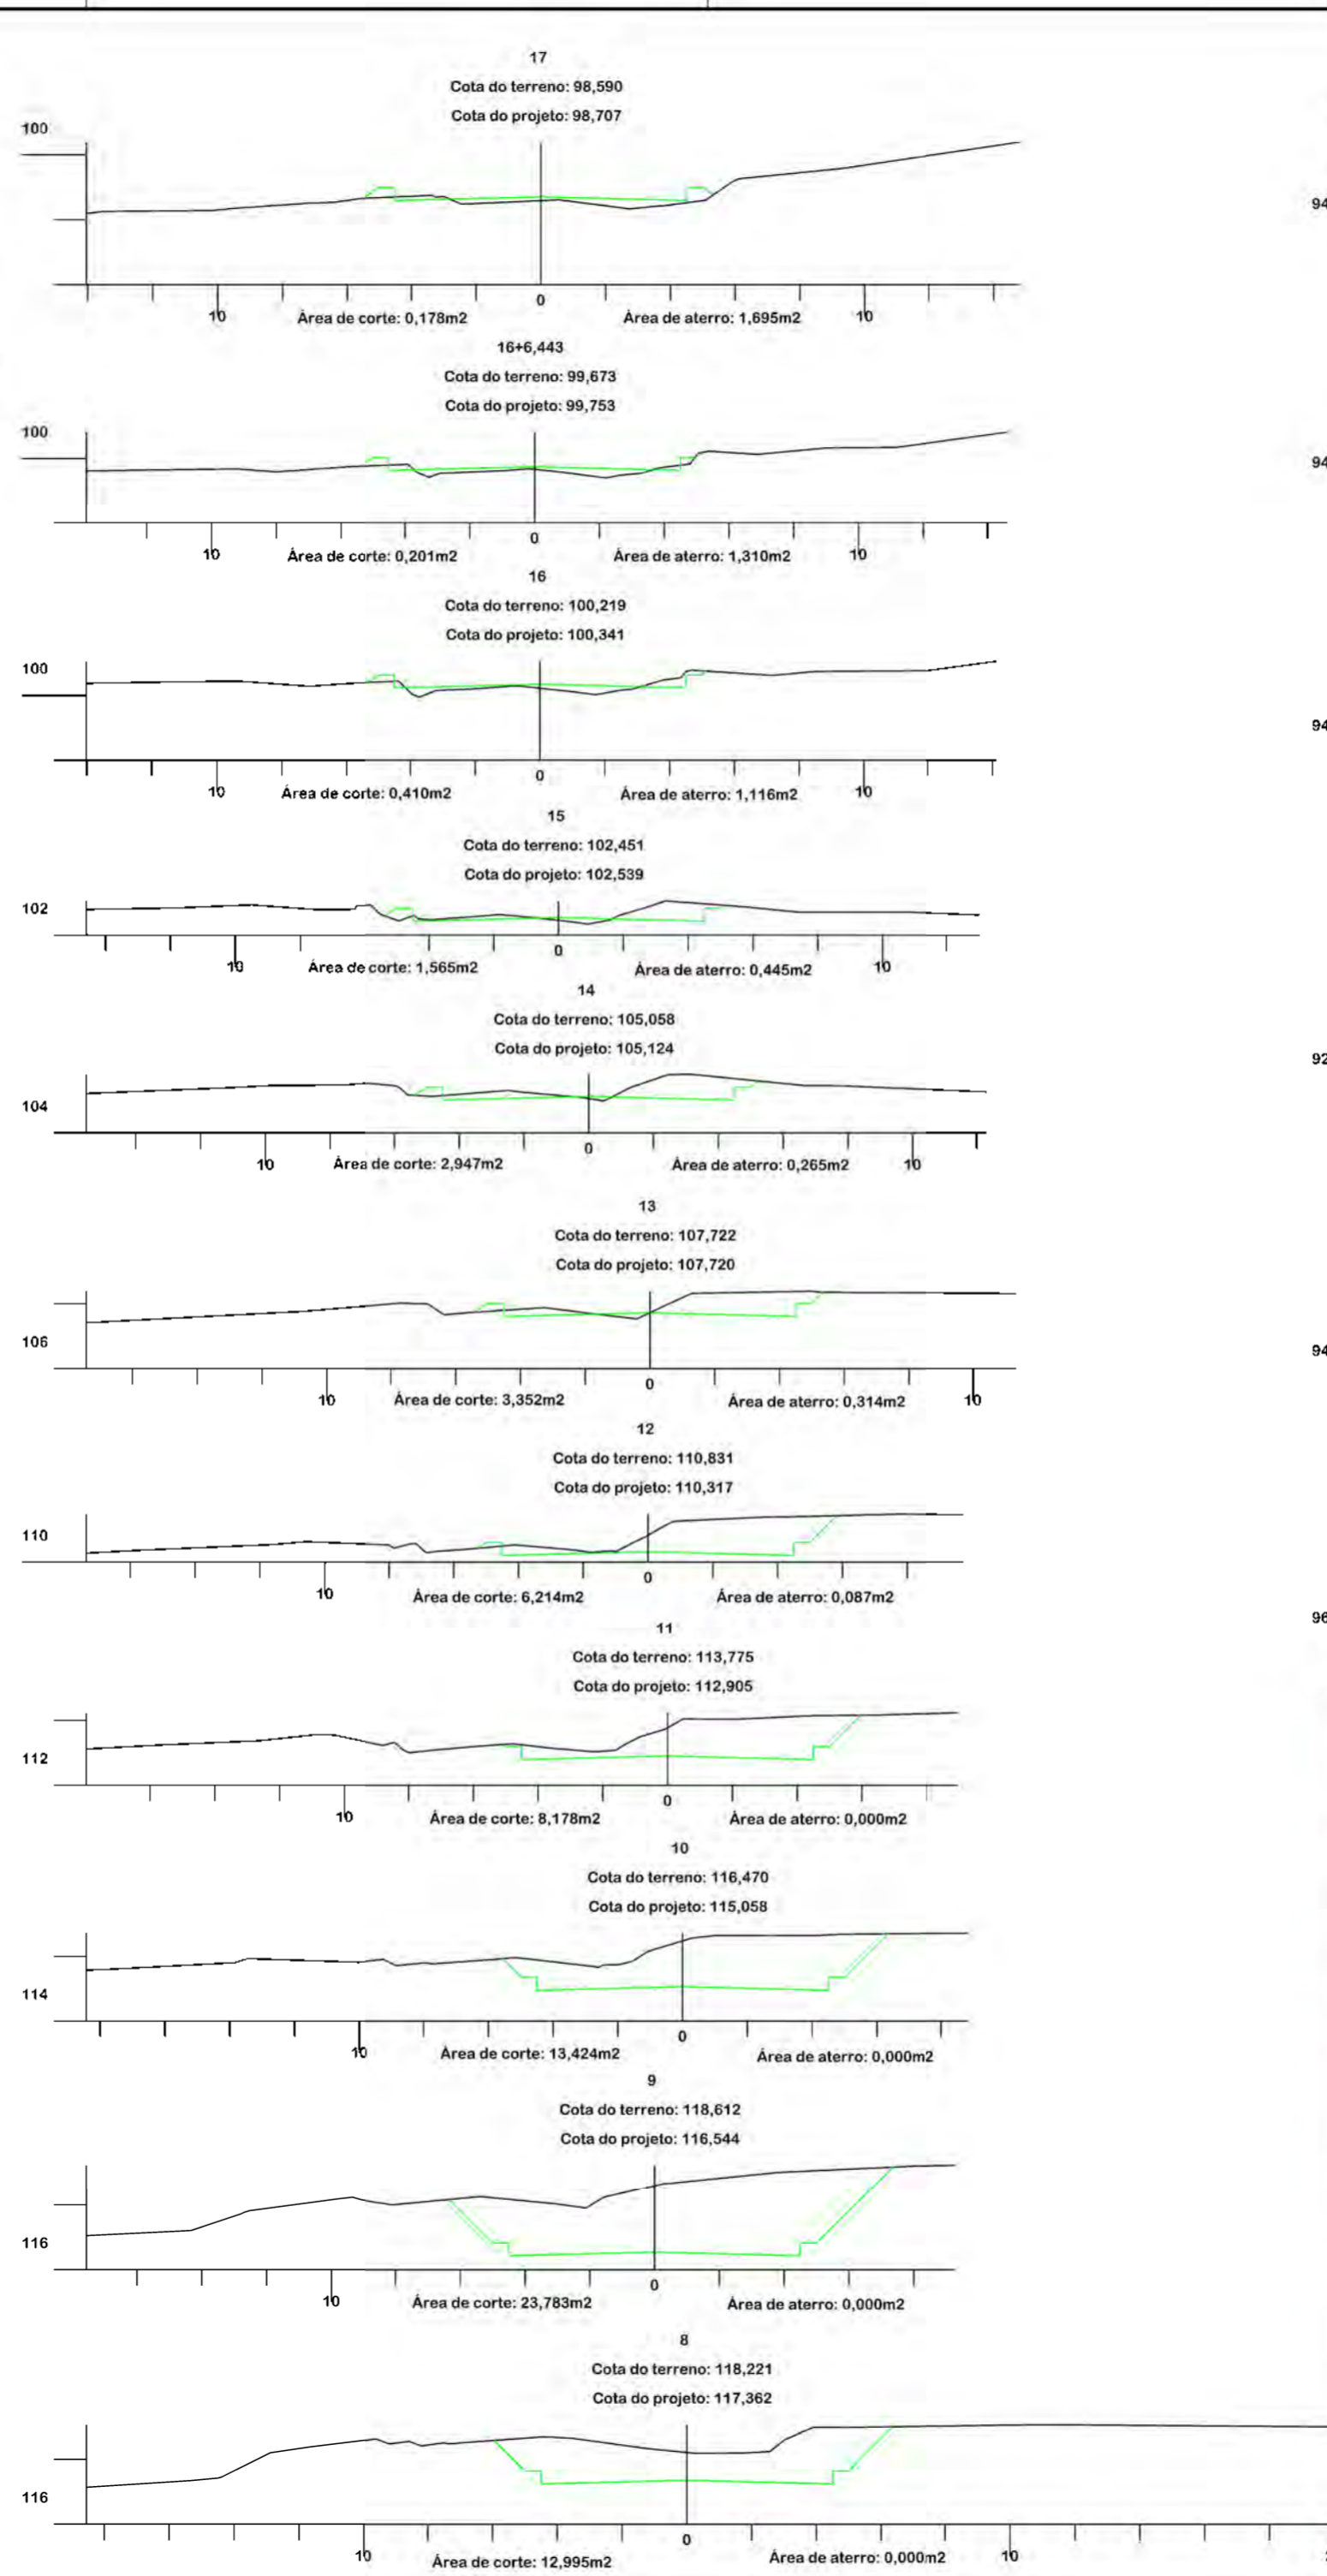 17
Cota do terreno: 98,590
Cota do projeto: 98,707
100
94
10 0 10
Área de corte: 0,178m2 Área de aterro: 1,695m2
16+6,443
Cota do terreno: 99,673
Cota do projeto: 99,753
100
94
10 0 10
Área de corte: 0,201m2 Área de aterro: 1,310m2
16
Cota do terreno: 100,219
Cota do projeto: 100,341
100
94
10 0 10
Área de corte: 0,410m2 Área de aterro: 1,116m2
15
Cota do terreno: 102,451
Cota do projeto: 102,539
102
10 0 10
Área de corte: 1,565m2 Área de aterro: 0,445m2
14
Cota do terreno: 105,058
Cota do projeto: 105,124
92
104
10 0 10
Área de corte: 2,947m2 Área de aterro: 0,265m2
13
Cota do terreno: 107,722
Cota do projeto: 107,720
106
94
10 0 10
Área de corte: 3,352m2 Área de aterro: 0,314m2
12
Cota do terreno: 110,831
Cota do projeto: 110,317
110
10 0
Área de corte: 6,214m2 Área de aterro: 0,087m2
96
11
Cota do terreno: 113,775
Cota do projeto: 112,905
112
10 0
Área de corte: 8,178m2 Área de aterro: 0,000m2
10
Cota do terreno: 116,470
Cota do projeto: 115,058
114
10 0
Área de corte: 13,424m2 Área de aterro: 0,000m2
9
Cota do terreno: 118,612
Cota do projeto: 116,544
116
10 0
Área de corte: 23,783m2 Área de aterro: 0,000m2
8
Cota do terreno: 118,221
Cota do projeto: 117,362
116
10 0 10
Área de corte: 12,995m2 Área de aterro: 0,000m2